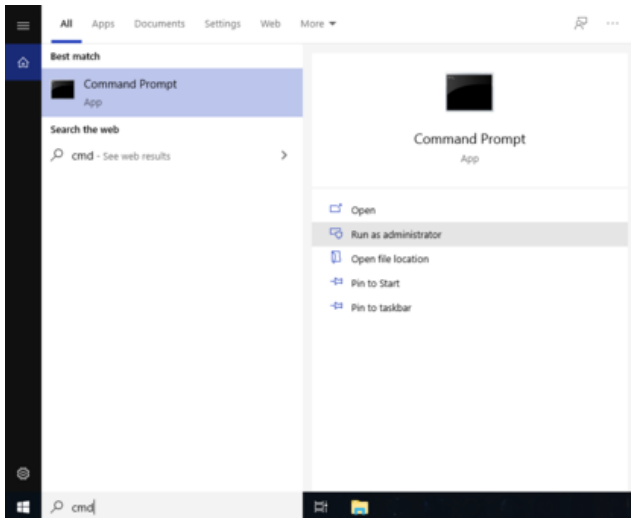 All Apps Documents Settings Web More
Best match
Command Prompt
App
Search the web
cmd - See web results
Command Prompt
App
Open
Run as administrator
Open file location
Pin to Start
Pin to taskbar
cmd